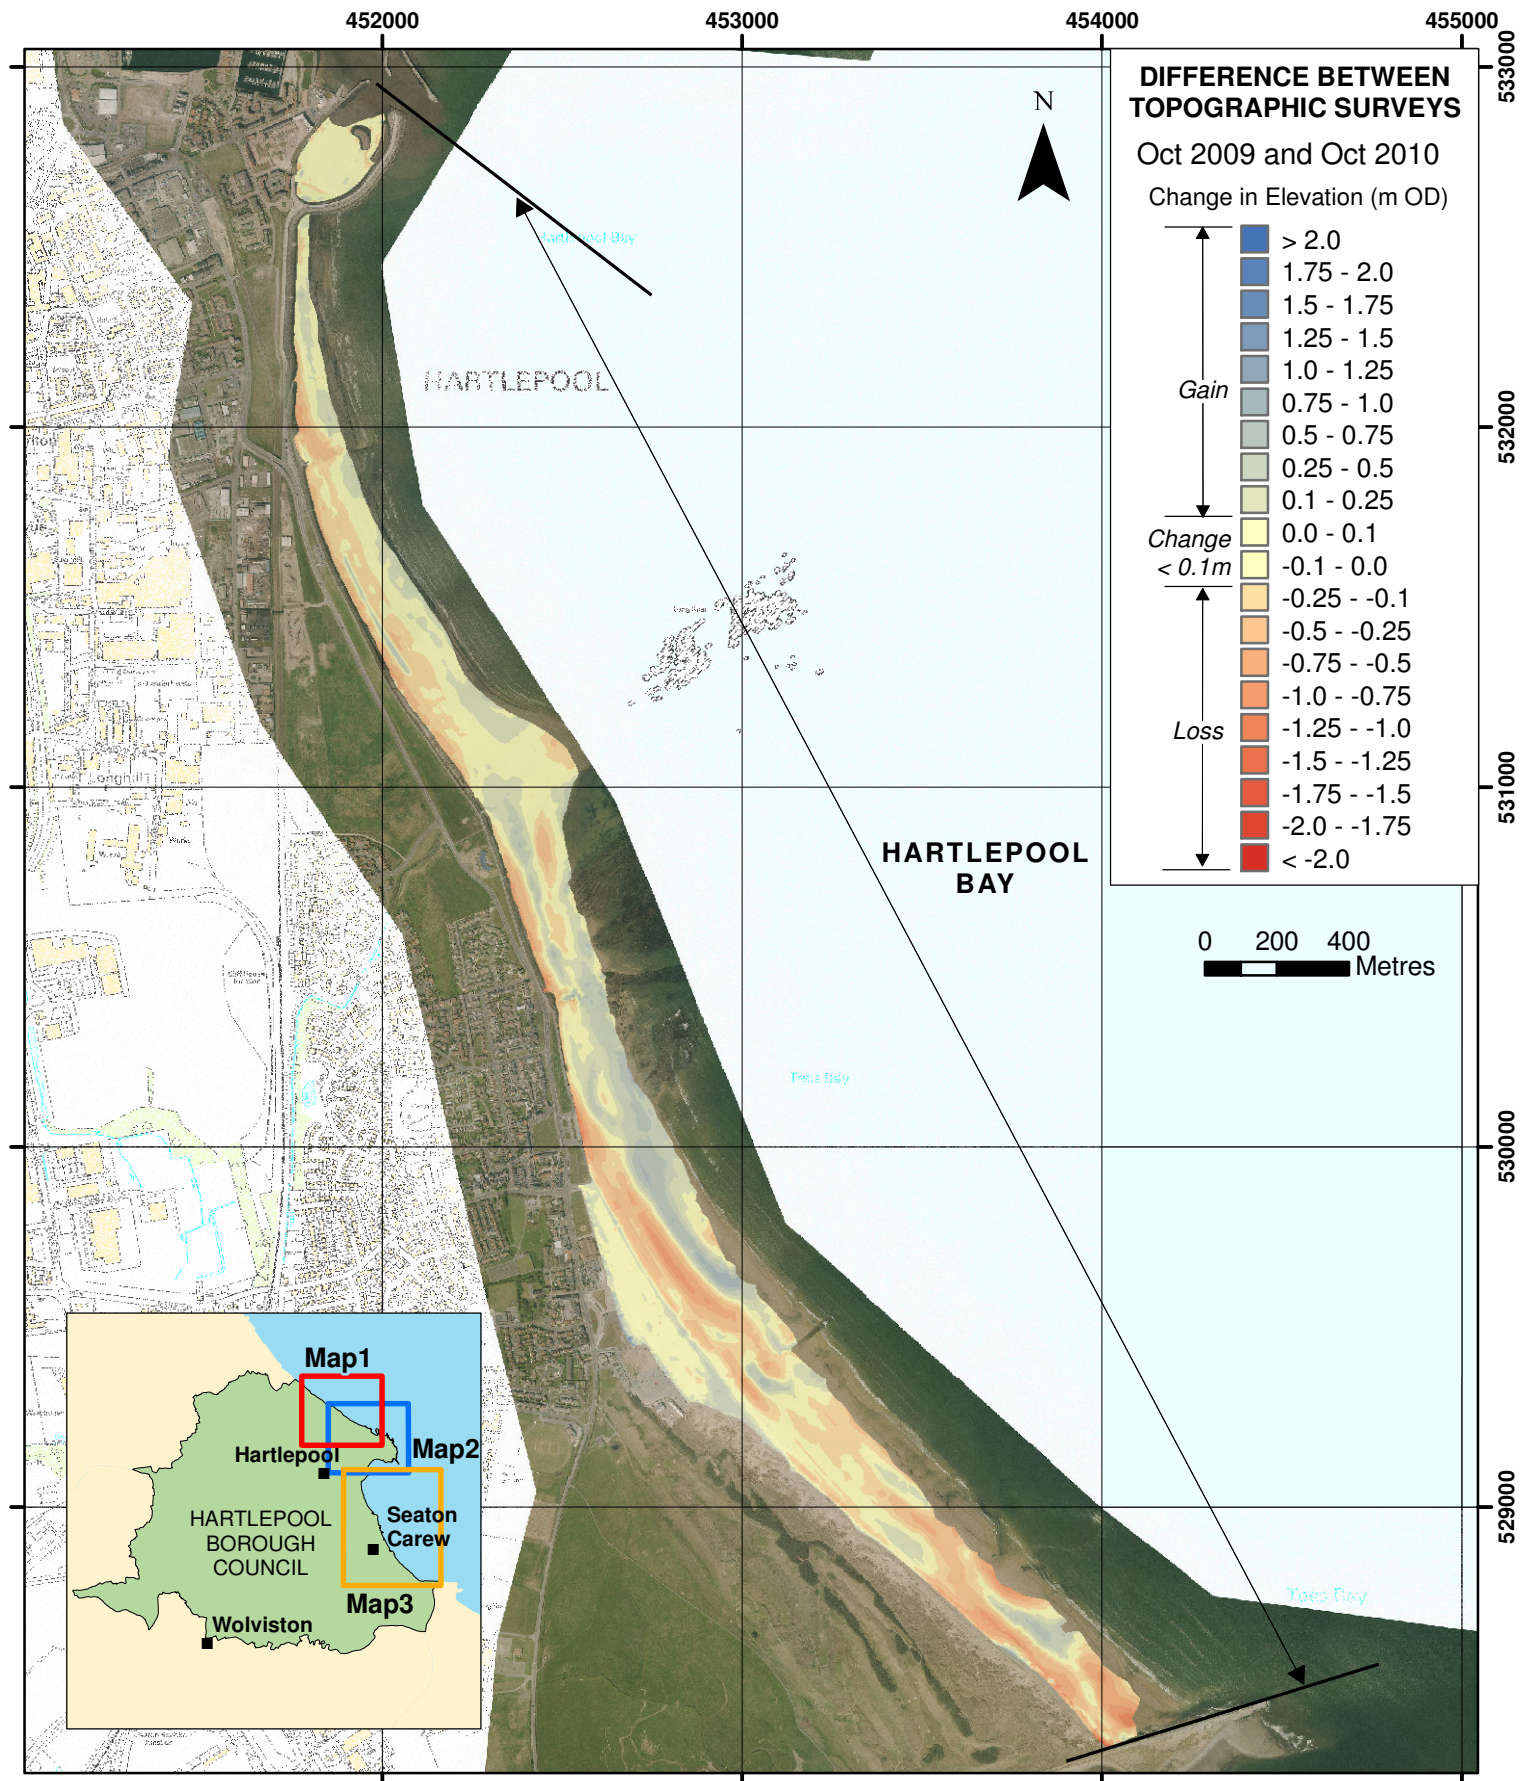 452000
453000
454000
455000
533000
532000
531000
530000
529000
DIFFERENCE BETWEEN
TOPOGRAPHIC SURVEYS
Oct 2009 and Oct 2010
Change in Elevation (m OD)
> 2.0
1.75 - 2.0
1.5 - 1.75
1.25 - 1.5
1.0 - 1.25
0.75 - 1.0
0.5 - 0.75
0.25 - 0.5
0.1 - 0.25
0.0 - 0.1
-0.1 - 0.0
-0.25 - -0.1
-0.5 - -0.25
-0.75 - -0.5
-1.0 - -0.75
-1.25 - -1.0
-1.5 - -1.25
-1.75 - -1.5
-2.0 - -1.75
< -2.0
Gain
Change
< 0.1m
Loss
N
Hartlepool Bay
HARTLEPOOL
HARTLEPOOL
BAY
0 200 400
Metres
Tees Bay
Tees Bay
Map1
Map2
Hartlepool
Seaton
Carew
HARTLEPOOL
BOROUGH
COUNCIL
Map3
Wolviston